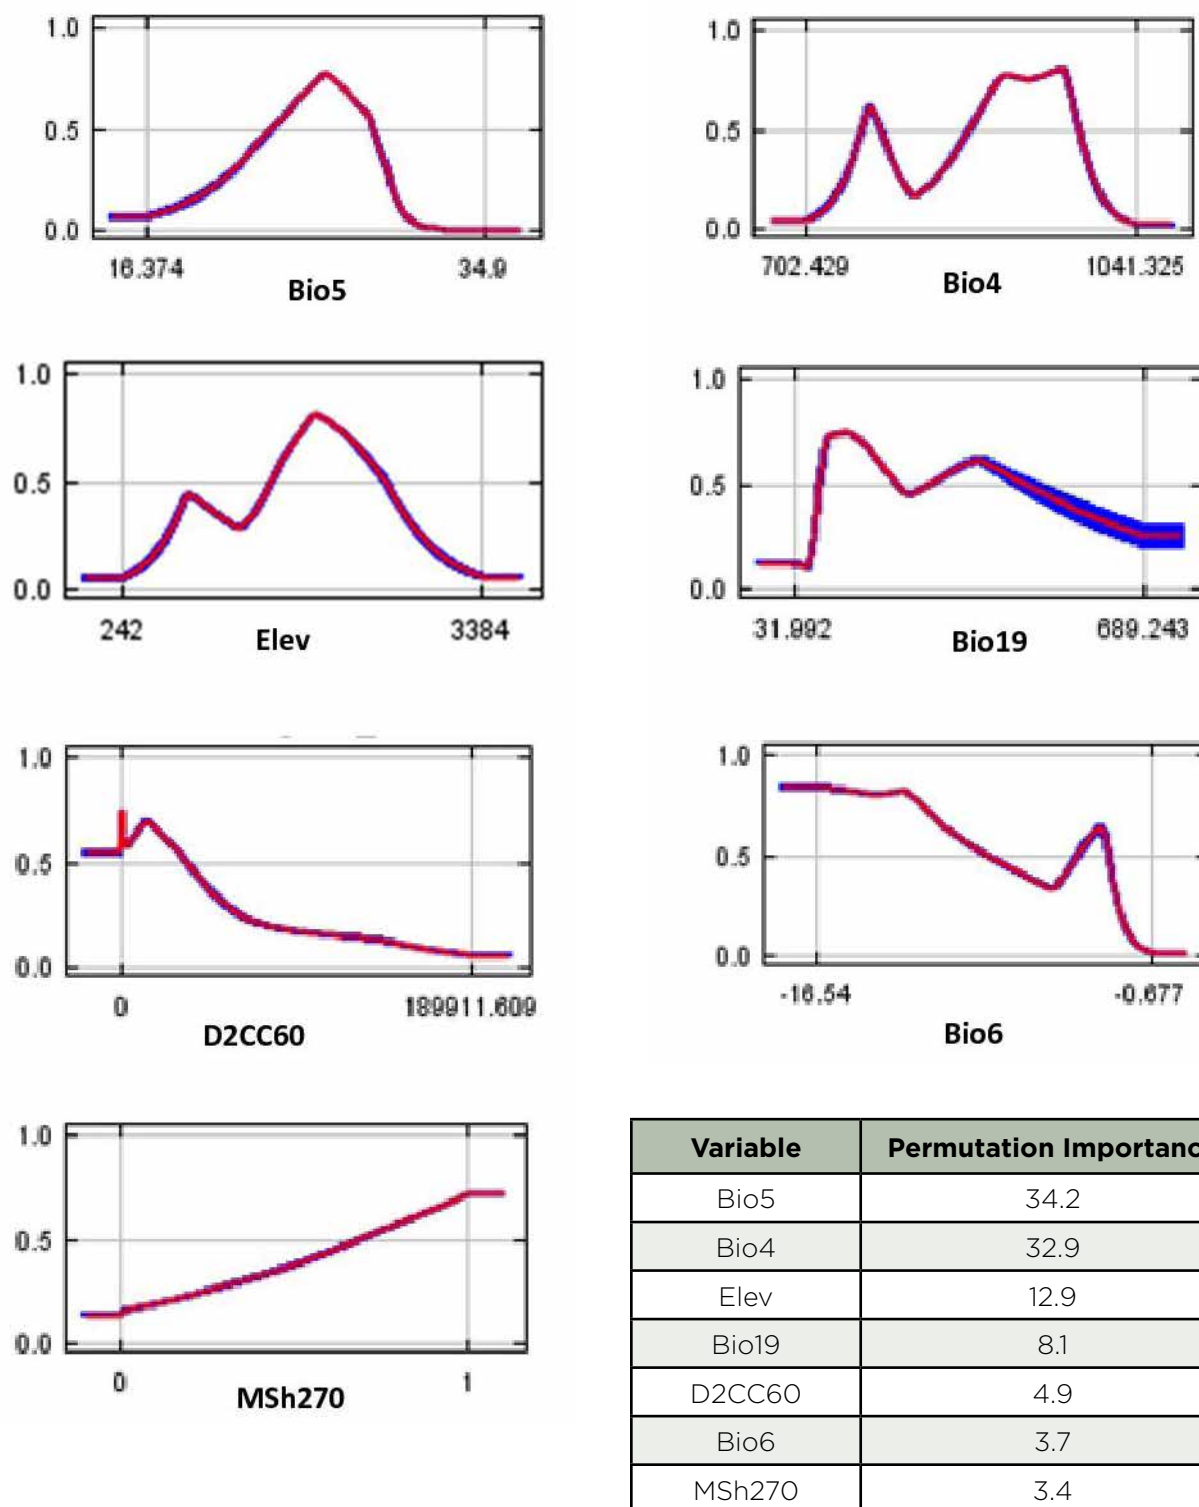 1.0
0.5
0.0
16.374 34.9
Bio5
1.0
0.5
0.0
702.429 1041.325
Bio4
1.0
0.5
0.0
242 3384
Elev
1.0
0.5
0.0
31.992 689.243
Bio19
1.0
0.5
0.0
0 189911.609
D2CC60
1.0
0.5
0.0
-16.54 -0.677
Bio6
1.0
0.5
0.0
0 1
MSh270
Variable Permutation Importanc
Bio5 34.2
Bio4 32.9
Elev 12.9
Bio19 8.1
D2CC60 4.9
Bio6 3.7
MSh270 3.4